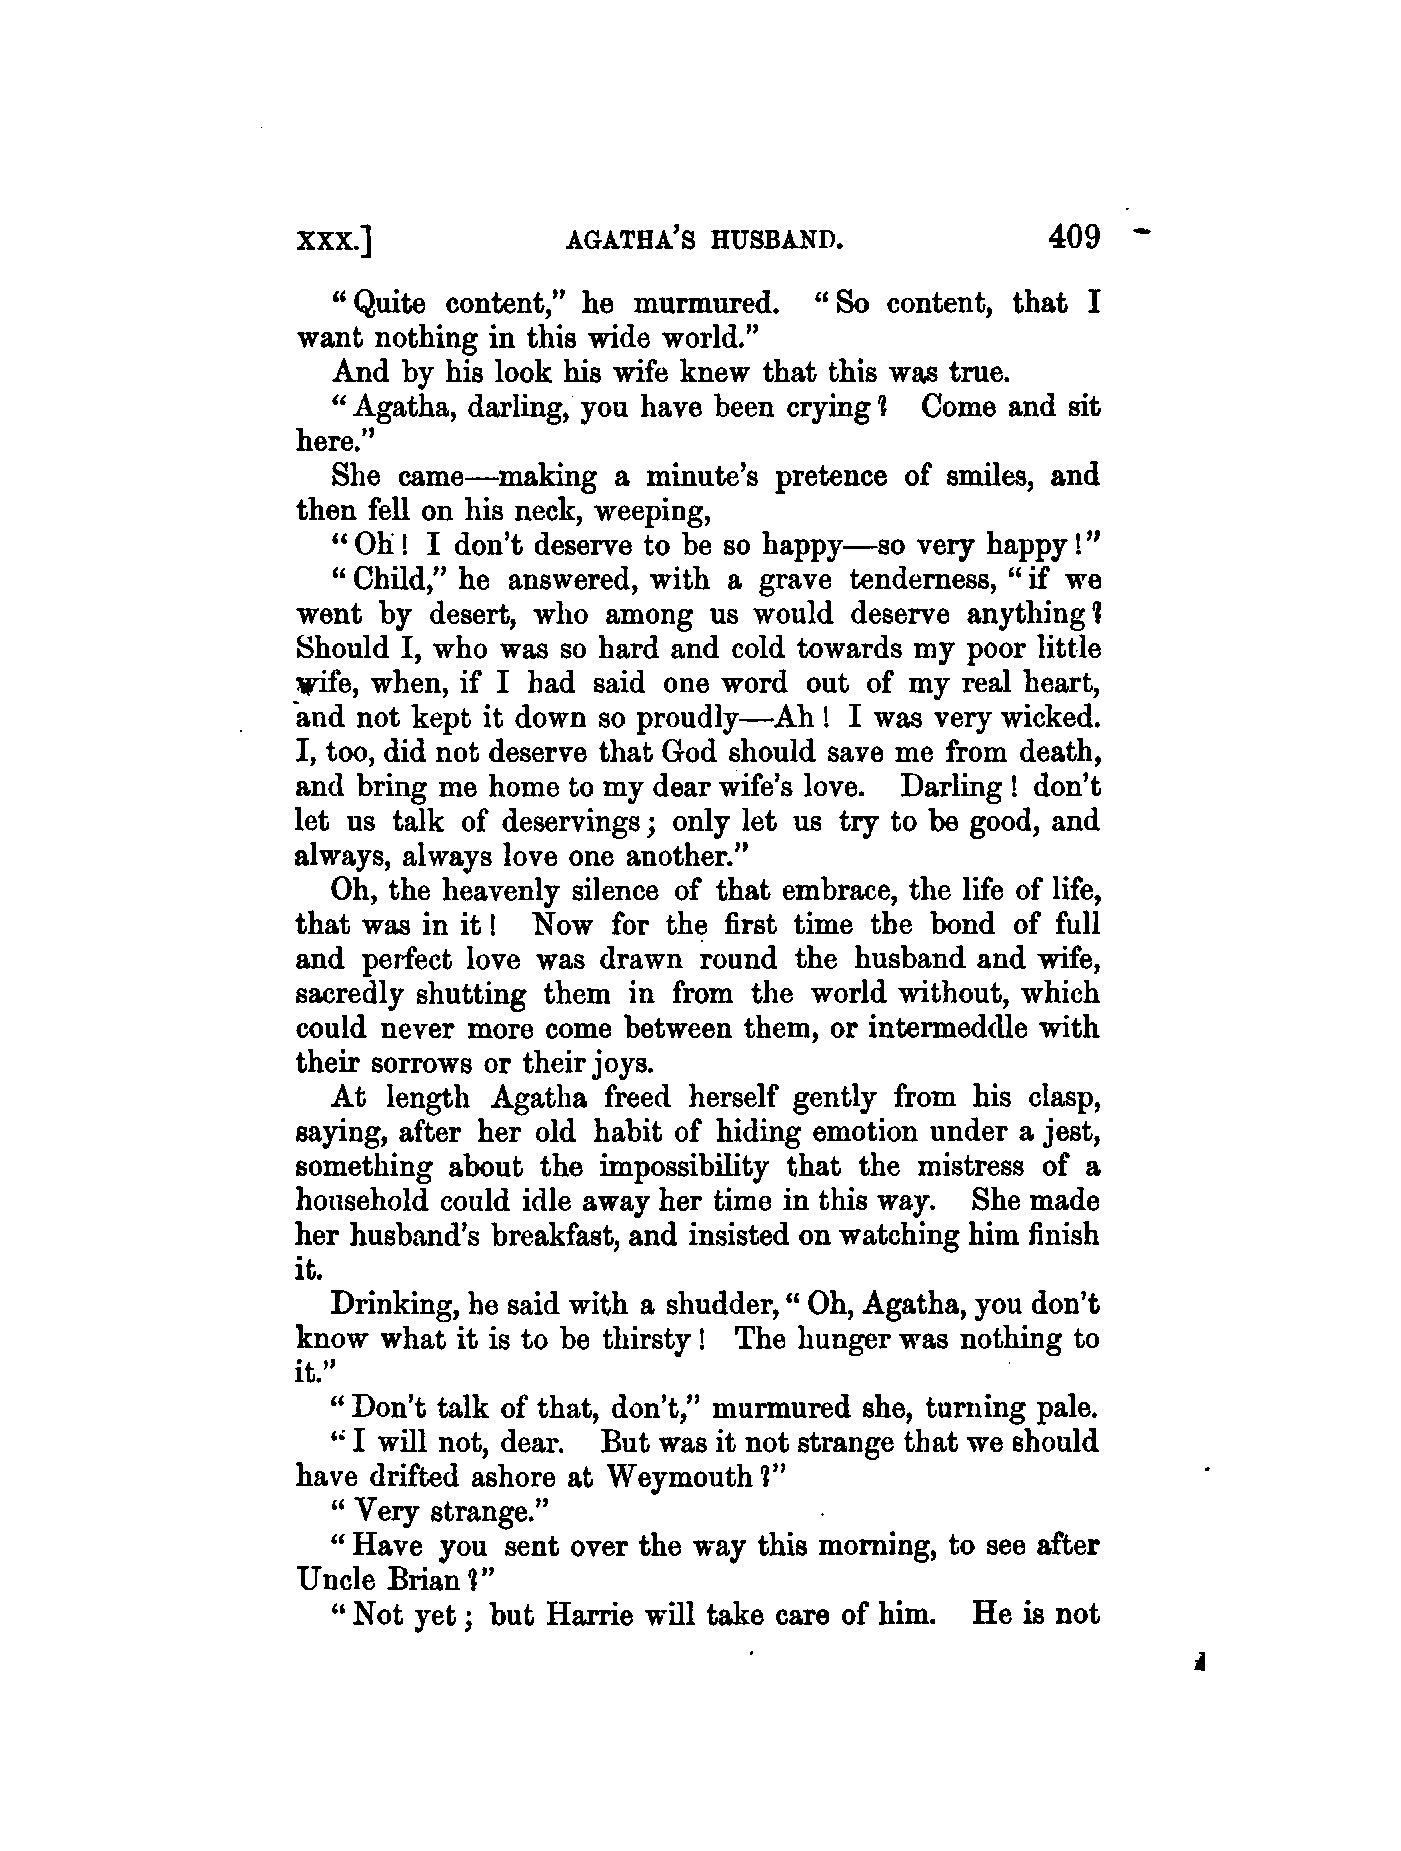 XXX.] AGATHA'S HUSBAND. 409
"Quite content," he murmured. "So content, that I
want nothing in this wide world."
And by his look his wife knew that this was true.
"Agatha, darling, you have been crying? Come and sit
here."
She came—making a minute's pretence of smiles, and
then fell on his neck, weeping,
"Oh! I don't deserve to be so happy—so very happy!"
"Child," he answered, with a grave tenderness, "if we
went by desert, who among us would deserve anything?
Should I, who was so hard and cold towards my poor little
wife, when, if I had said one word out of my real heart,
and not kept it down so proudly—Ah! I was very wicked.
I, too, did not deserve that God should save me from death,
and bring me home to my dear wife's love. Darling! don't
let us talk of deservings; only let us try to be good, and
always, always love one another."
Oh, the heavenly silence of that embrace, the life of life,
that was in it! Now for the first time the bond of full
and perfect love was drawn round the husband and wife,
sacredly shutting them in from the world without, which
could never more come between them, or intermeddle with
their sorrows or their joys.
At length Agatha freed herself gently from his clasp,
saying, after her old habit of hiding emotion under a jest,
something about the impossibility that the mistress of a
household could idle away her time in this way. She made
her husband's breakfast, and insisted on watching him finish
it.
Drinking, he said with a shudder, "Oh, Agatha, you don't
know what it is to be thirsty! The hunger was nothing to
it."
"Don't talk of that, don't," murmured she, turning pale.
"I will not, dear. But was it not strange that we should
have drifted ashore at Weymouth?"
"Very strange."
"Have you sent over the way this morning, to see after
Uncle Brian?"
"Not yet; but Harrie will take care of him. He is not